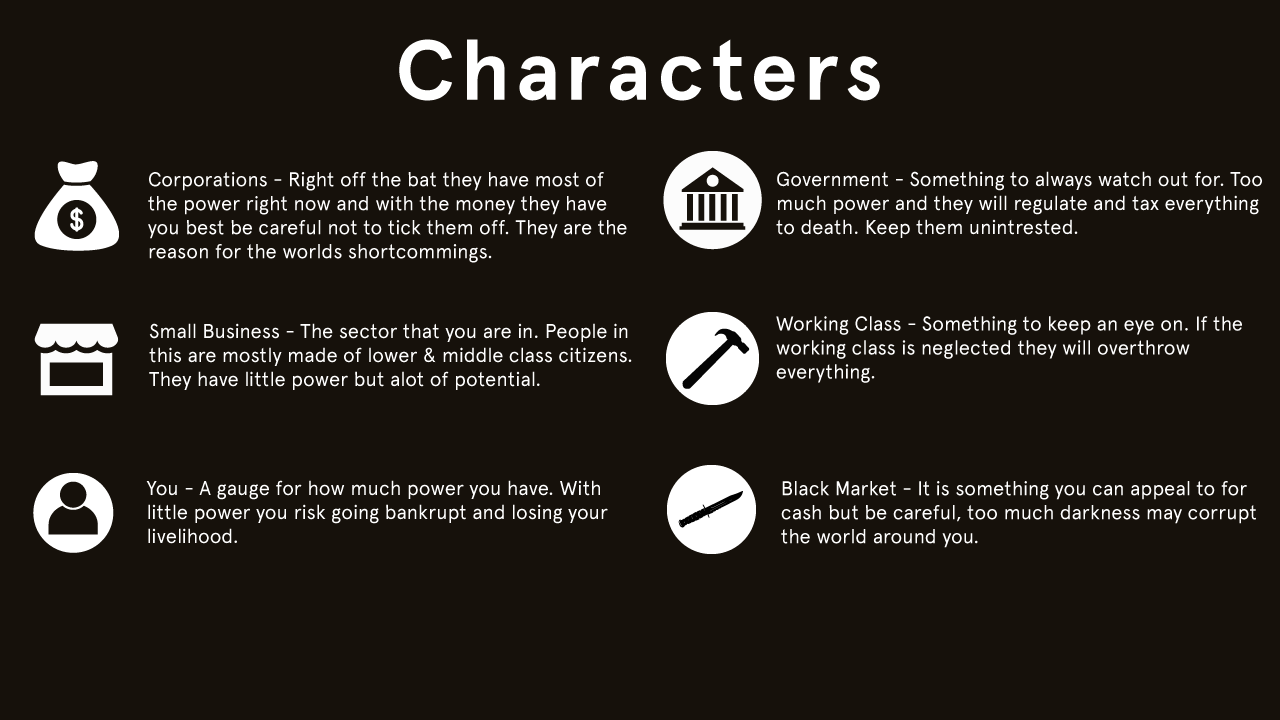 Characters
Corporations - Right off the bat they have most of
the power right now and with the money they have
you best be careful not to tick them off. They are the
reason for the worlds shortcommings.
Government - Something to always watch out for. Too
much power and they will regulate and tax everything
to death. Keep them unintrested.
Small Business - The sector that you are in. People in
this are mostly made of lower & middle class citizens.
They have little power but alot of potential.
Working Class - Something to keep an eye on. If the
working class is neglected they will overthrow
everything.
You - A gauge for how much power you have. With
little power you risk going bankrupt and losing your
livelihood.
Black Market - It is something you can appeal to for
cash but be careful, too much darkness may corrupt
the world around you.
$